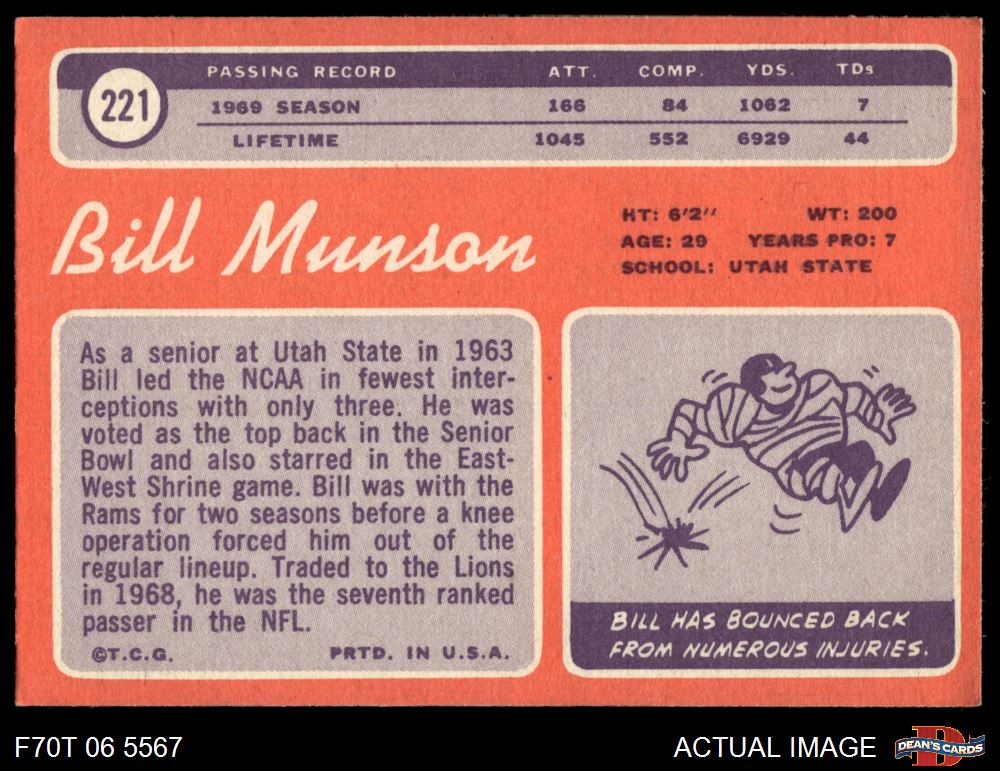 221
PASSING RECORD ATT. COMP. YDS. TDs
1969 SEASON 166 84 1062 7
LIFETIME 1045 552 6929 44
Bill Munson
HT: 6'2" WT: 200
AGE: 29 YEARS PRO: 7
SCHOOL: UTAH STATE
As a senior at Utah State in 1963
Bill led the NCAA in fewest inter-
ceptions with only three. He was
voted as the top back in the Senior
Bowl and also starred in the East-
West Shrine game. Bill was with the
Rams for two seasons before a knee
operation forced him out of the
regular lineup. Traded to the Lions
in 1968, he was the seventh ranked
passer in the NFL.
©T.C.G. PRTD. IN U.S.A.
BILL HAS BOUNCED BACK
FROM NUMEROUS INJURIES.
F70T 06 5567
ACTUAL IMAGE
D
DEAN'S CARDS